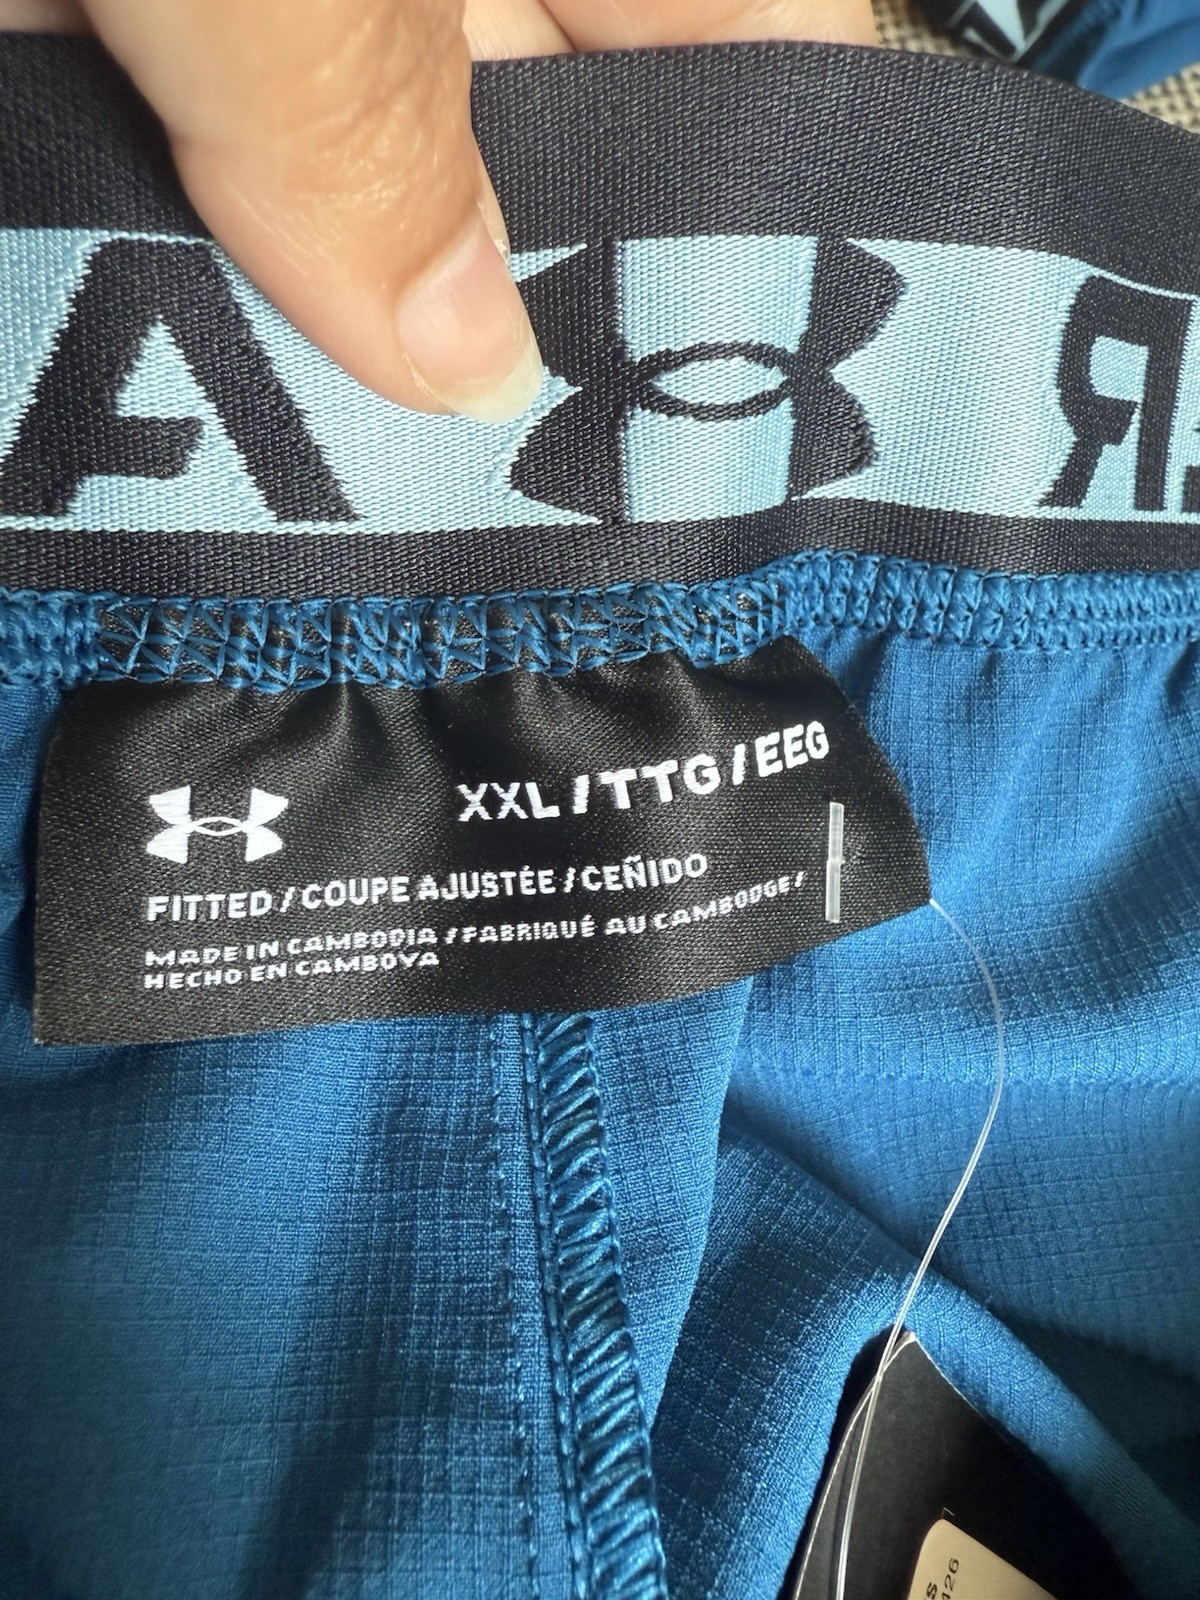 A
R
XXL / TTG / EEG
FITTED / COUPE AJUSTÉE / CEÑIDO
MADE IN CAMBODIA / FABRIQUÉ AU CAMBODGE /
HECHO EN CAMBOYA